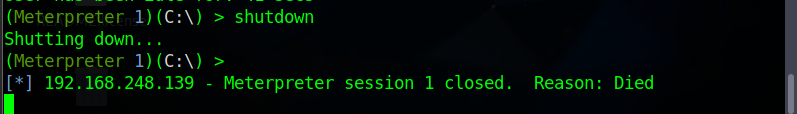 (Meterpreter 1)(C:\) > shutdown
Shutting down...
(Meterpreter 1)(C:\) >
[*] 192.168.248.139 - Meterpreter session 1 closed.  Reason: Died